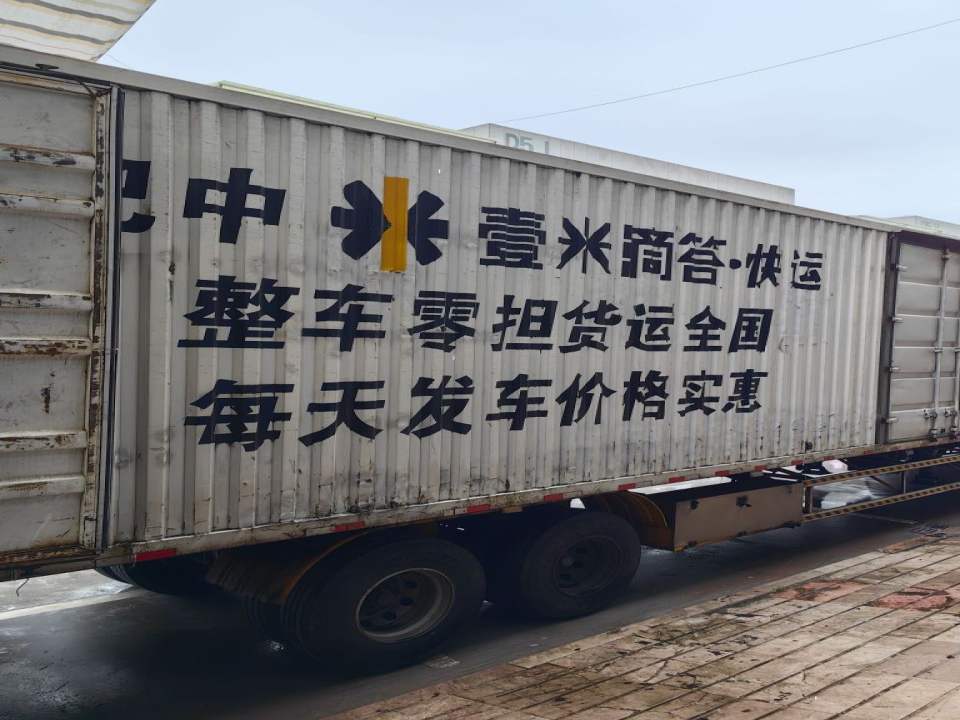 中 壹米滴答·快运
整车零担货运全国
每天发车价格实惠
D5